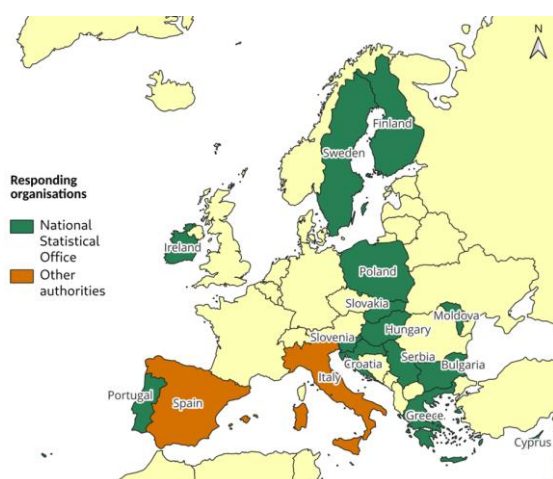 N
Finland
Sweden
Responding
organisations
National
Statistical
Office
Other
authorities
Ireland
Poland
Slovakia
Moldova
Slovenia
Hungary
Croatia
Serbia
Bulgaria
Italy
Portugal
Spain
Greece
Cyprus